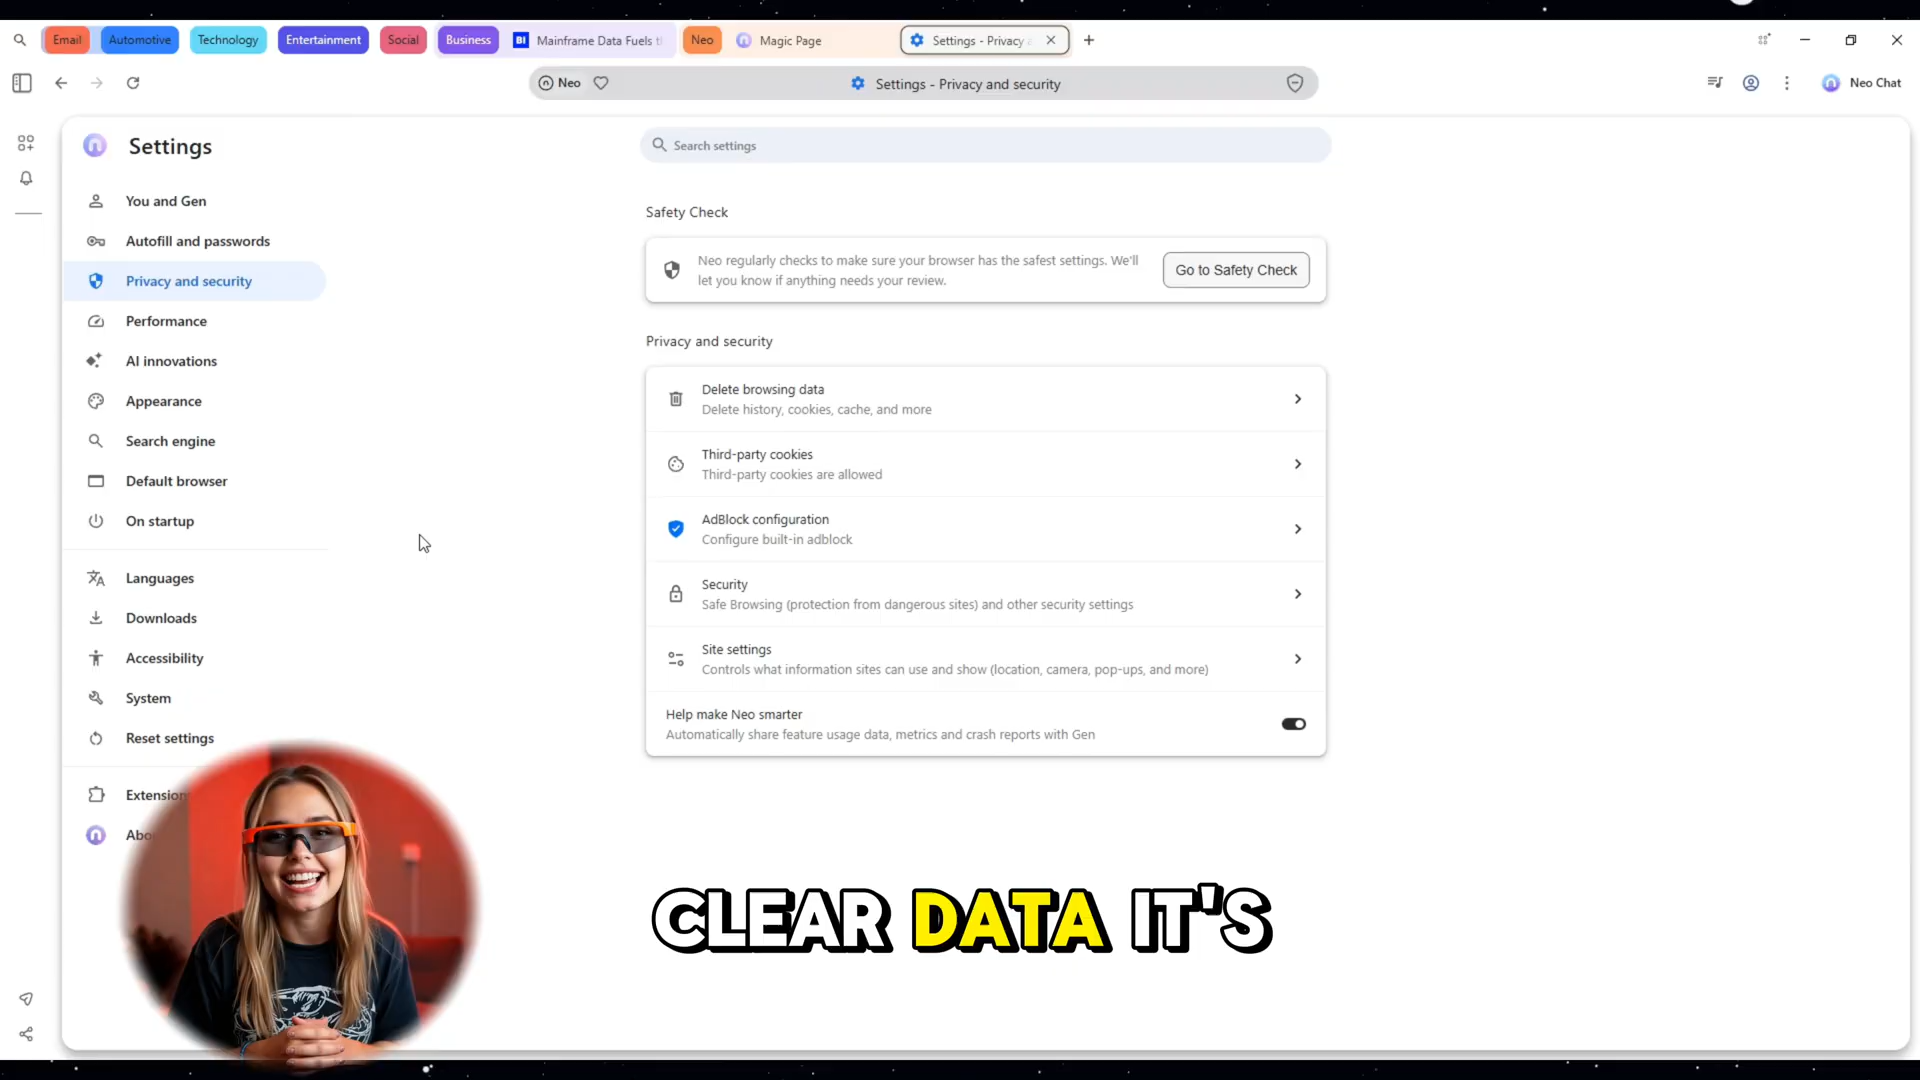 Email
Automotive
Technology
Entertainment
Social
Business
BI
Mainframe Data Fuels t
Neo
Magic Page
Settings - Privacy a
Neo
Settings - Privacy and security
Neo Chat
Settings
Search settings
You and Gen
Autofill and passwords
Privacy and security
Performance
AI innovations
Appearance
Search engine
Default browser
On startup
Languages
Downloads
Accessibility
System
Reset settings
Extension
Abo
Safety Check
Neo regularly checks to make sure your browser has the safest settings. We'll
let you know if anything needs your review.
Go to Safety Check
Privacy and security
Delete browsing data
Delete history, cookies, cache, and more
Third-party cookies
Third-party cookies are allowed
AdBlock configuration
Configure built-in adblock
Security
Safe Browsing (protection from dangerous sites) and other security settings
Site settings
Controls what information sites can use and show (location, camera, pop-ups, and more)
Help make Neo smarter
Automatically share feature usage data, metrics and crash reports with Gen
CLEAR DATA IT'S